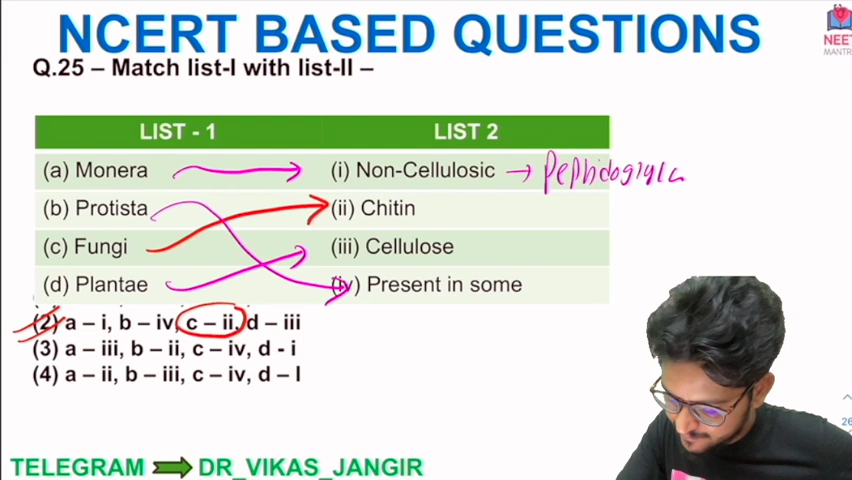 NCERT BASED QUESTIONS
NEET
MANTR
Q.25 – Match list-I with list-II –
LIST - 1 LIST 2
(a) Monera (i) Non-Cellulosic → Peptidoglyca
(b) Protista (ii) Chitin
(c) Fungi (iii) Cellulose
(d) Plantae (iv) Present in some
(2) a – i, b – iv, c – ii, d – iii
(3) a – iii, b – ii, c – iv, d - i
(4) a – ii, b – iii, c – iv, d – I
26
TELEGRAM DR_VIKAS_JANGIR